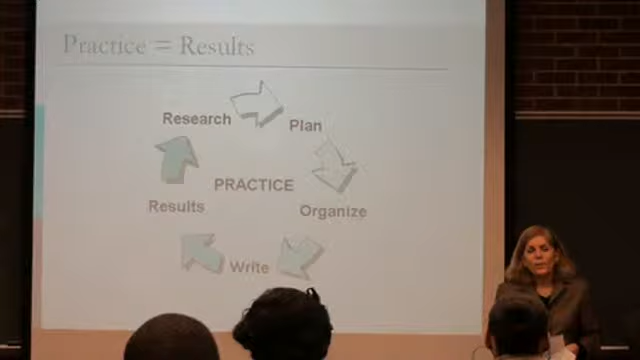 Practice = Results
Research
Plan
PRACTICE
Results
Organize
Write